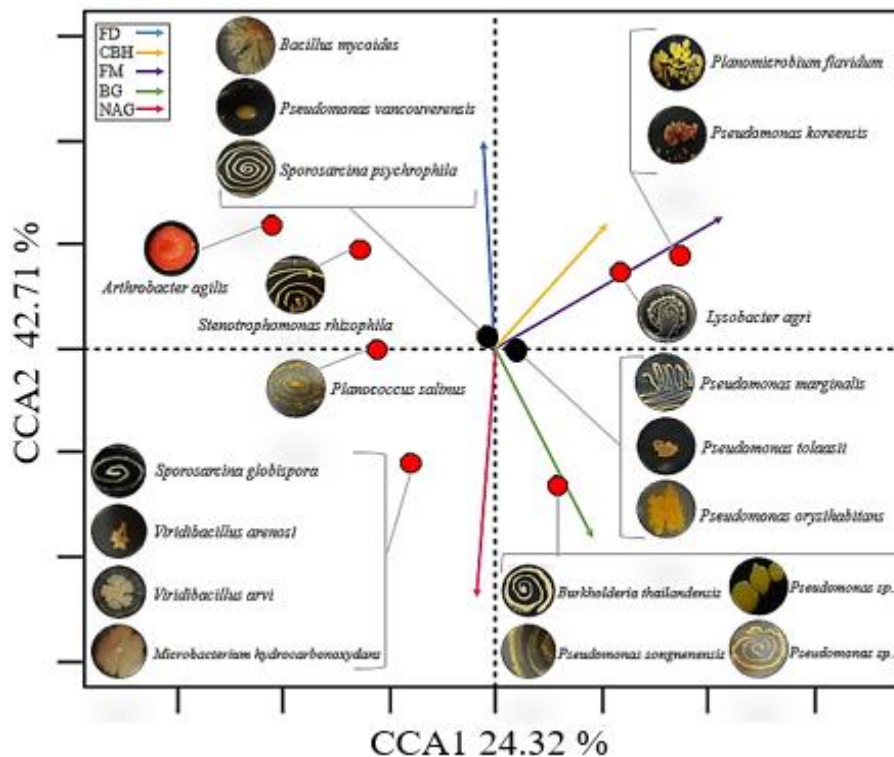 FD
CBH
FM
BG
NAG
Bacillus mycoides
Pseudomonas vancouverensis
Sporosarcina psychrophila
Planomicrobium flavidum
Pseudomonas koreensis
Arthrobacter agilis
Stenotrophomonas rhizophila
Lysobacter agri
Planococcus salinus
Pseudomonas marginalis
Pseudomonas tolaasii
Pseudomonas orysihabitans
Sporosarcina globispora
Viridibacillus arenosi
Viridibacillus arvi
Microbacterium hydrocarbonoxydans
Burkholderia thailandensis
Pseudomonas sp.
Pseudomonas songnenensis
Pseudomonas sp.
CCA2 42.71 %
CCA1 24.32 %